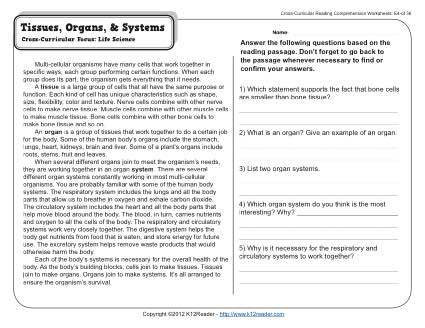 Cross-Curricular Reading Comprehension Worksheets: E-4 of 36
Tissues, Organs, & Systems
Cross-Curricular Focus: Life Science
Multi-cellular organisms have many cells that work together in
specific ways, each group performing certain functions. When each
group does its part, the organism gets everything that it needs.
A tissue is a large group of cells that all have the same purpose or
function. Each kind of cell has unique characteristics such as shape,
size, flexibility, color and texture. Nerve cells combine with other nerve
cells to make nerve tissue. Muscle cells combine with other muscle cells
to make muscle tissue. Bone cells combine with other bone cells to
make bone tissue and so on.
An organ is a group of tissues that work together to do a certain job
for the body. Some of the human body's organs include the stomach,
lungs, heart, kidneys, brain and liver. Some of a plant's organs include
roots, stems, fruit and leaves.
When several different organs join to meet the organism's needs,
they are working together in an organ system. There are several
different organ systems constantly working in most multi-cellular
organisms. You are probably familiar with some of the human body
systems. The respiratory system includes the lungs and all the body
parts that allow us to breathe in oxygen and exhale carbon dioxide.
The circulatory system includes the heart and all the body parts that
help move blood around the body. The blood, in turn, carries nutrients
and oxygen to all the cells of the body. The respiratory and circulatory
systems work very closely together. The digestive system helps the
body get nutrients from food that is eaten, and store energy for future
use. The excretory system helps remove waste products that would
otherwise harm the body.
Each of the body's systems is necessary for the overall health of the
body. As the body's building blocks, cells join to make tissues. Tissues
join to make organs. Organs join to make systems. It's all arranged to
ensure the organism's survival.
Name
Answer the following questions based on the
reading passage. Don't forget to go back to
the passage whenever necessary to find or
confirm your answers.
1) Which statement supports the fact that bone cells
are smaller than bone tissue?
2) What is an organ? Give an example of an organ.
3) List two organ systems.
4) Which organ system do you think is the most
interesting? Why?
5) Why is it necessary for the respiratory and
circulatory systems to work together?
Copyright ©2012 K12Reader - http://www.k12reader.com